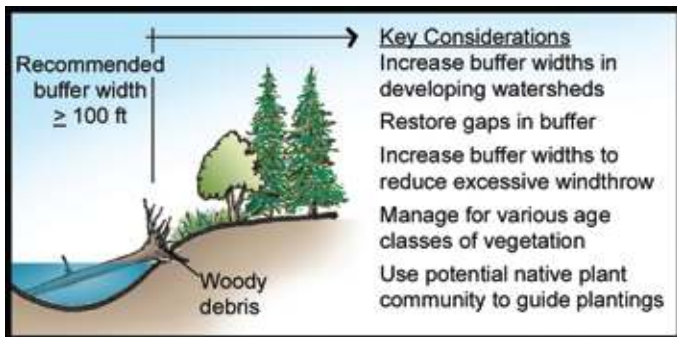 Recommended
buffer width
≥ 100 ft
Woody
debris
Key Considerations
Increase buffer widths in
developing watersheds
Restore gaps in buffer
Increase buffer widths to
reduce excessive windthrow
Manage for various age
classes of vegetation
Use potential native plant
community to guide plantings